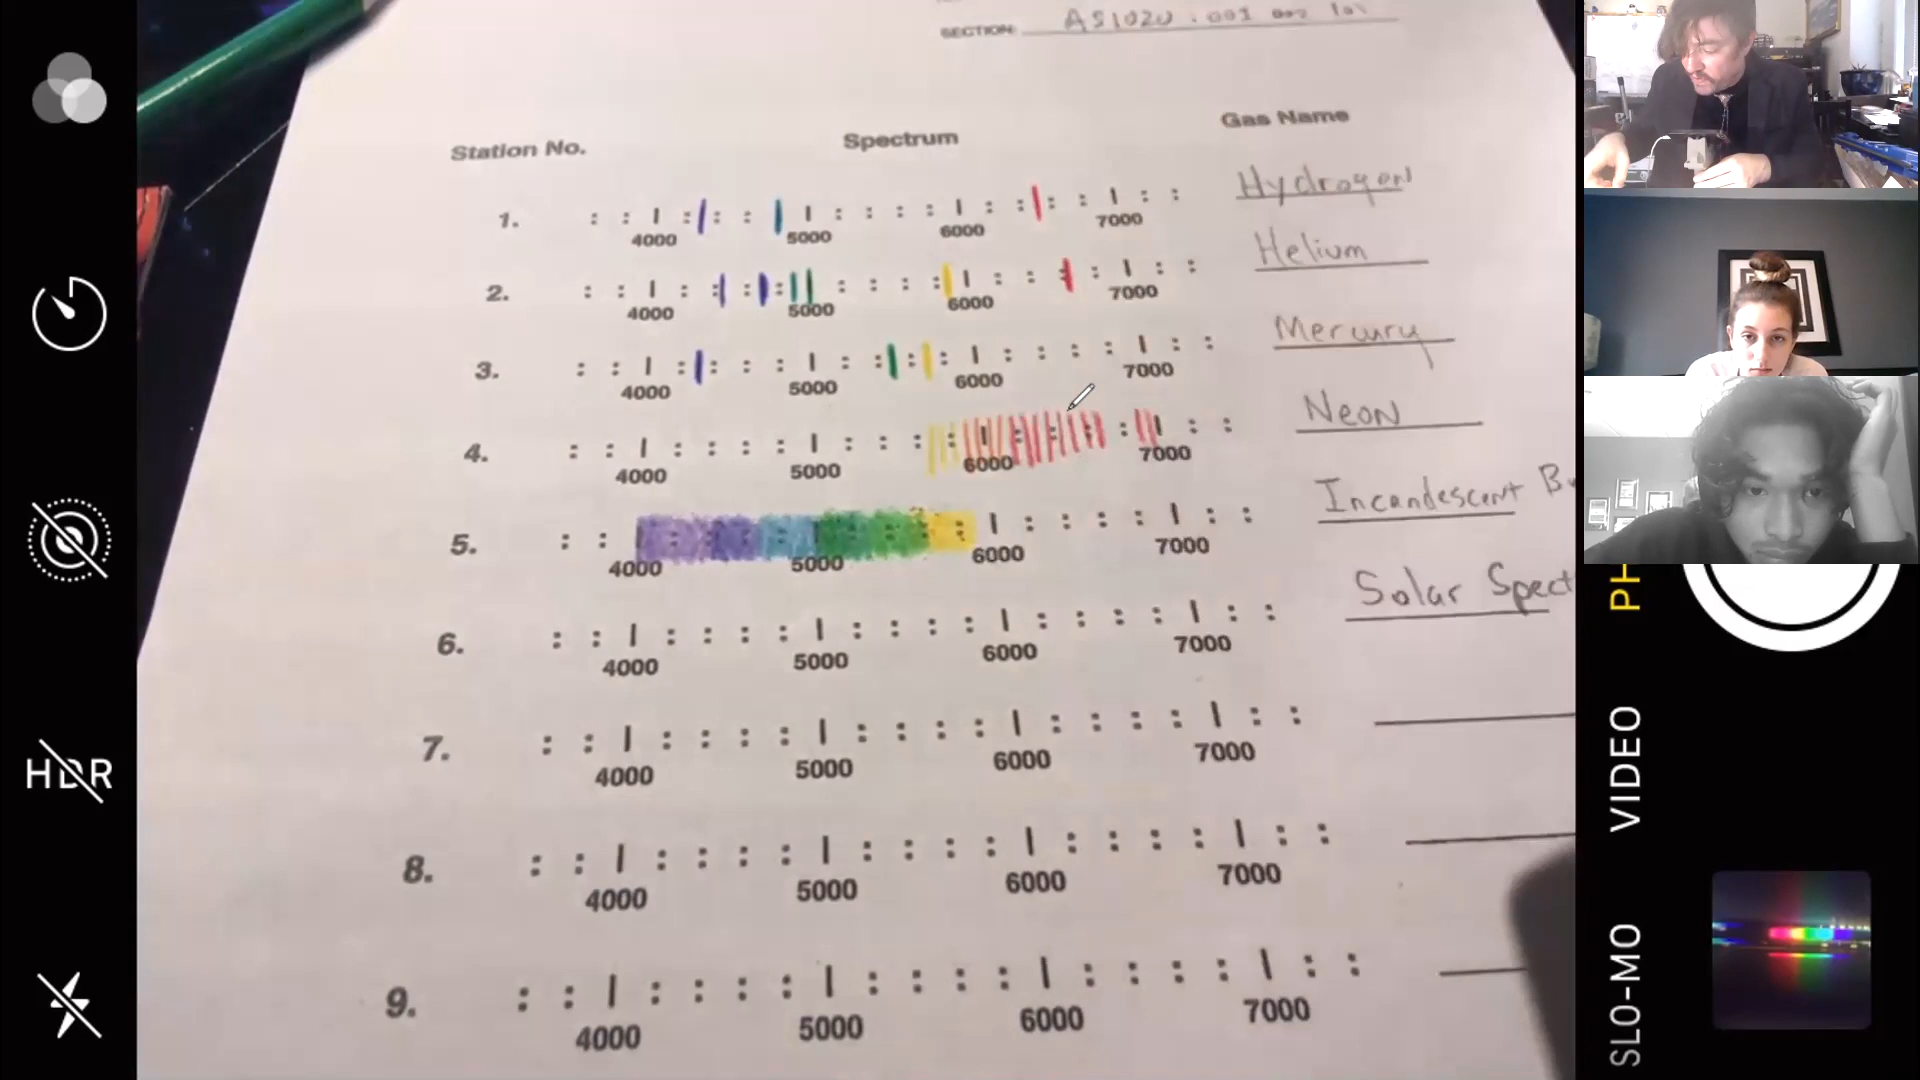 SECTION: AS1020
Station No. Spectrum Gas Name
1. 4000 5000 6000 7000 Hydrogen
2. 4000 5000 6000 7000 Helium
3. 4000 5000 6000 7000 Mercury
4. 4000 5000 6000 7000 Neon
5. 4000 5000 6000 7000 Incandescent
6. 4000 5000 6000 7000 Solar Spect
7. 4000 5000 6000 7000
8. 4000 5000 6000 7000
9. 4000 5000 6000 7000
HDR
PH
VIDEO
SLO-MO